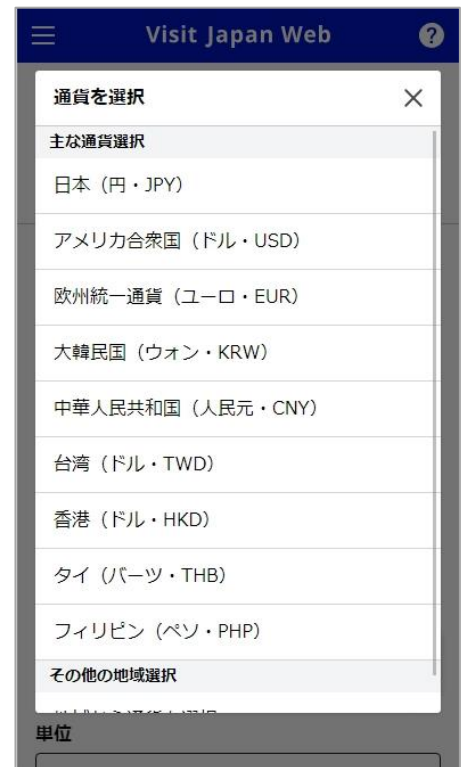 Visit Japan Web
?
通貨を選択
主な通貨選択
日本（円・JPY）
アメリカ合衆国（ドル・USD）
欧州統一通貨（ユーロ・EUR）
大韓民国（ウォン・KRW）
中華人民共和国（人民元・CNY）
台湾（ドル・TWD）
香港（ドル・HKD）
タイ（バーツ・THB）
フィリピン（ペソ・PHP）
その他の地域選択
単位